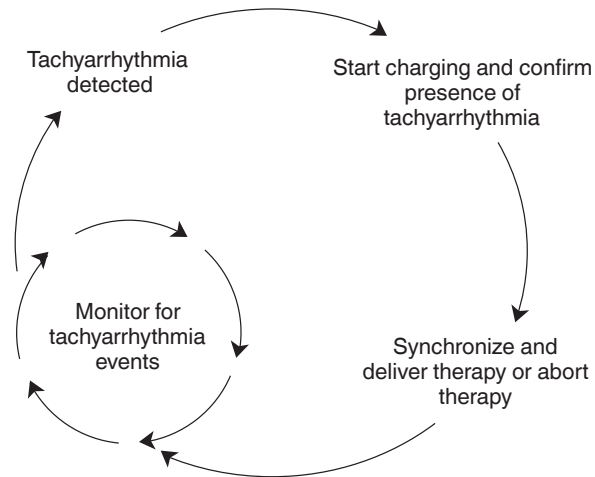 Tachyarrhythmia
detected
Start charging and confirm
presence of
tachyarrhythmia
Monitor for
tachyarrhythmia
events
Synchronize and
deliver therapy or abort
therapy